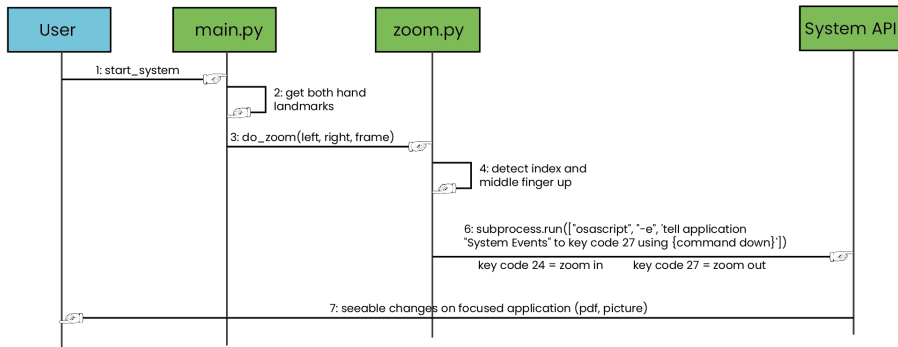 User
main.py
zoom.py
System API
1: start_system
2: get both hand
landmarks
3: do_zoom(left, right, frame)
4: detect index and
middle finger up
6: subprocess.run(["osascript", "-e", 'tell application
"System Events" to key code 27 using {command down}'])
key code 24 = zoom in
key code 27 = zoom out
7: seeable changes on focused application (pdf, picture)